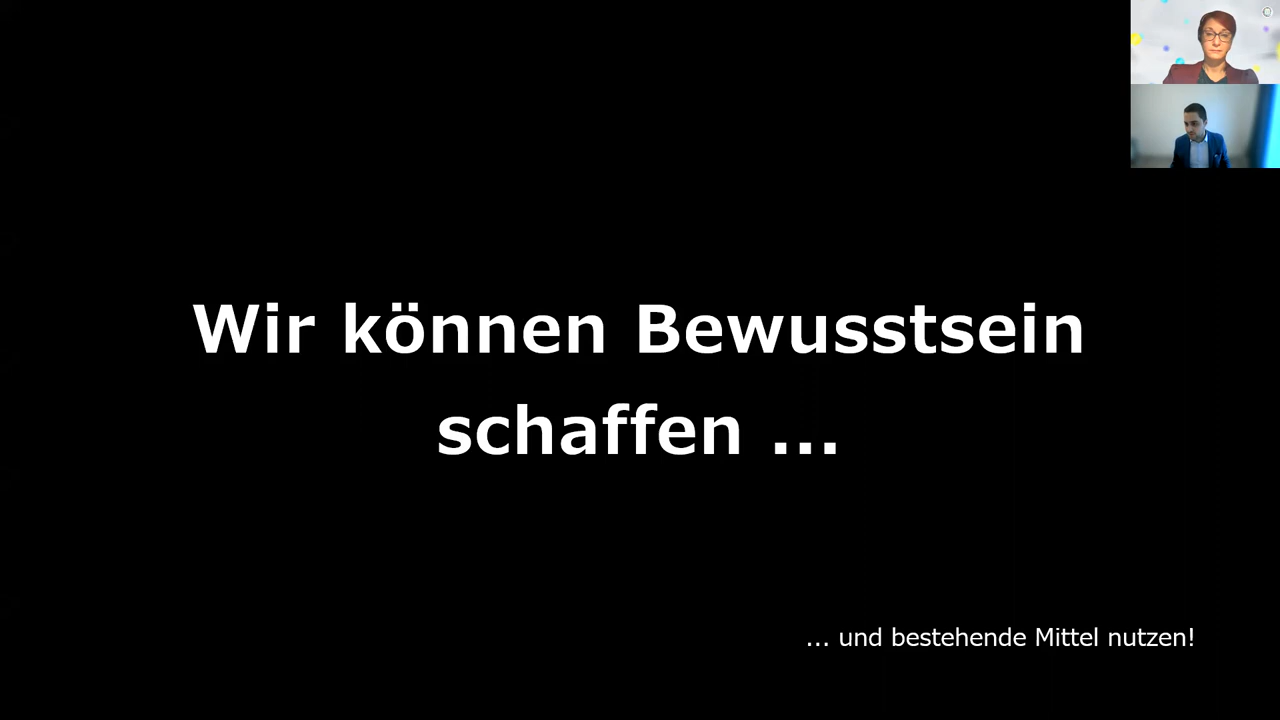 Wir können Bewusstsein
schaffen ...
... und bestehende Mittel nutzen!